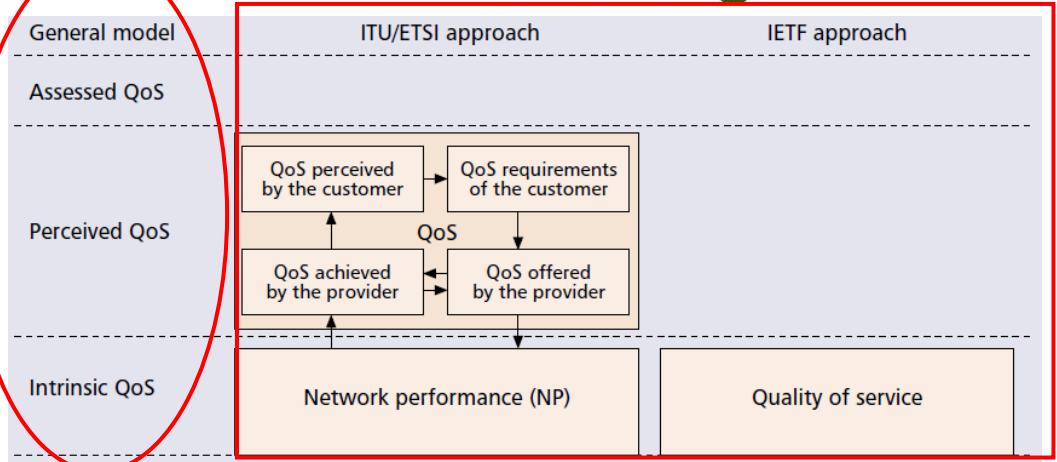 General model
ITU/ETSI approach
IETF approach
Assessed QoS
Perceived QoS
QoS perceived
by the customer
QoS requirements
of the customer
QoS
QoS achieved
by the provider
QoS offered
by the provider
Intrinsic QoS
Network performance (NP)
Quality of service